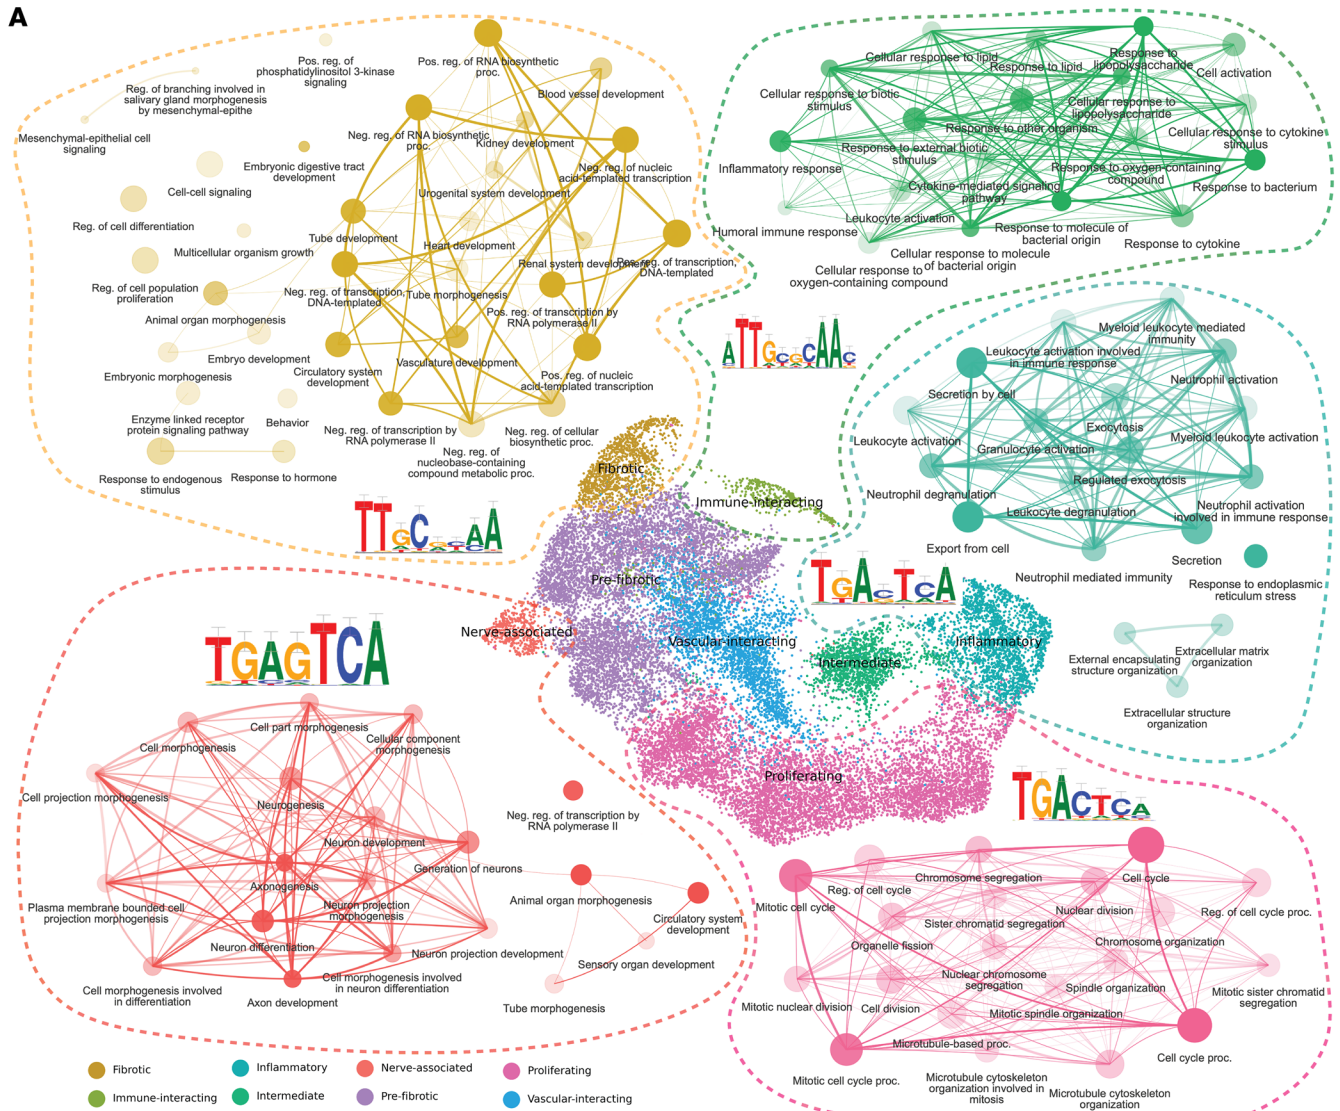 A
Pos. reg. of
phosphatidylinositol 3-kinase
signaling
Pos. reg. of RNA biosynthetic
proc.
Reg. of branching involved in
salivary gland morphogenesis
by mesenchymal-epithe
Blood vessel development
Mesenchymal-epithelial cell
signaling
Neg. reg. of RNA biosynthetic
proc.
Kidney development
Embryonic digestive tract
development
Neg. reg. of nucleic
acid-templated transcription
Cell-cell signaling
Urogenital system development
Reg. of cell differentiation
Tube development
Heart development
Multicellular organism growth
Renal system development
Pos. reg. of transcription,
DNA-templated
Reg. of cell population
proliferation
Neg. reg. of transcription,
DNA-templated
Tube morphogenesis
Animal organ morphogenesis
Pos. reg. of transcription by
RNA polymerase II
Embryo development
Vasculature development
Embryonic morphogenesis
Circulatory system
development
Pos. reg. of nucleic
acid-templated transcription
Enzyme linked receptor
protein signaling pathway
Behavior
Neg. reg. of transcription by
RNA polymerase II
Neg. reg. of cellular
biosynthetic proc.
Neg. reg. of
nucleobase-containing
compound metabolic proc.
Response to endogenous
stimulus
Response to hormone
Cellular response to lipid
Response to lipid
Response to
lipopolysaccharide
Cell activation
Cellular response to biotic
stimulus
Cellular response to
lipopolysaccharide
Response to other organism
Cellular response to cytokine
stimulus
Response to external biotic
stimulus
Inflammatory response
Response to oxygen-containing
compound
Cytokine-mediated signaling
pathway
Response to bacterium
Leukocyte activation
Humoral immune response
Response to molecule of
bacterial origin
Response to cytokine
Cellular response to molecule
of bacterial origin
Cellular response to
oxygen-containing compound
ATTGCGCAAC
Myeloid leukocyte mediated
immunity
Leukocyte activation involved
in immune response
Neutrophil activation
Secretion by cell
Exocytosis
Leukocyte activation
Granulocyte activation
Myeloid leukocyte activation
Regulated exocytosis
Neutrophil degranulation
Leukocyte degranulation
Neutrophil activation
involved in immune response
Export from cell
Secretion
Neutrophil mediated immunity
Response to endoplasmic
reticulum stress
External encapsulating
structure organization
Extracellular matrix
organization
Extracellular structure
organization
TTGCGCAA
TGACTCA
Fibrotic
Immune-interacting
Pre-fibrotic
Nerve-associated
Vascular-interacting
Intermediate
Inflammatory
Proliferating
TGAGTCA
TGACTCA
Cell part morphogenesis
Cell morphogenesis
Cellular component
morphogenesis
Cell projection morphogenesis
Neurogenesis
Neg. reg. of transcription by
RNA polymerase II
Neuron development
Generation of neurons
Axonogenesis
Animal organ morphogenesis
Plasma membrane bounded cell
projection morphogenesis
Neuron projection
morphogenesis
Circulatory system
development
Neuron differentiation
Neuron projection development
Sensory organ development
Cell morphogenesis involved
in differentiation
Cell morphogenesis involved
in neuron differentiation
Axon development
Tube morphogenesis
Chromosome segregation
Cell cycle
Reg. of cell cycle
Mitotic cell cycle
Nuclear division
Reg. of cell cycle proc.
Sister chromatid segregation
Organelle fission
Chromosome organization
Nuclear chromosome
segregation
Spindle organization
Mitotic sister chromatid
segregation
Mitotic nuclear division
Cell division
Mitotic spindle organization
Microtubule-based proc.
Cell cycle proc.
Mitotic cell cycle proc.
Microtubule cytoskeleton
organization involved in
mitosis
Microtubule cytoskeleton
organization
Fibrotic
Inflammatory
Nerve-associated
Proliferating
Immune-interacting
Intermediate
Pre-fibrotic
Vascular-interacting